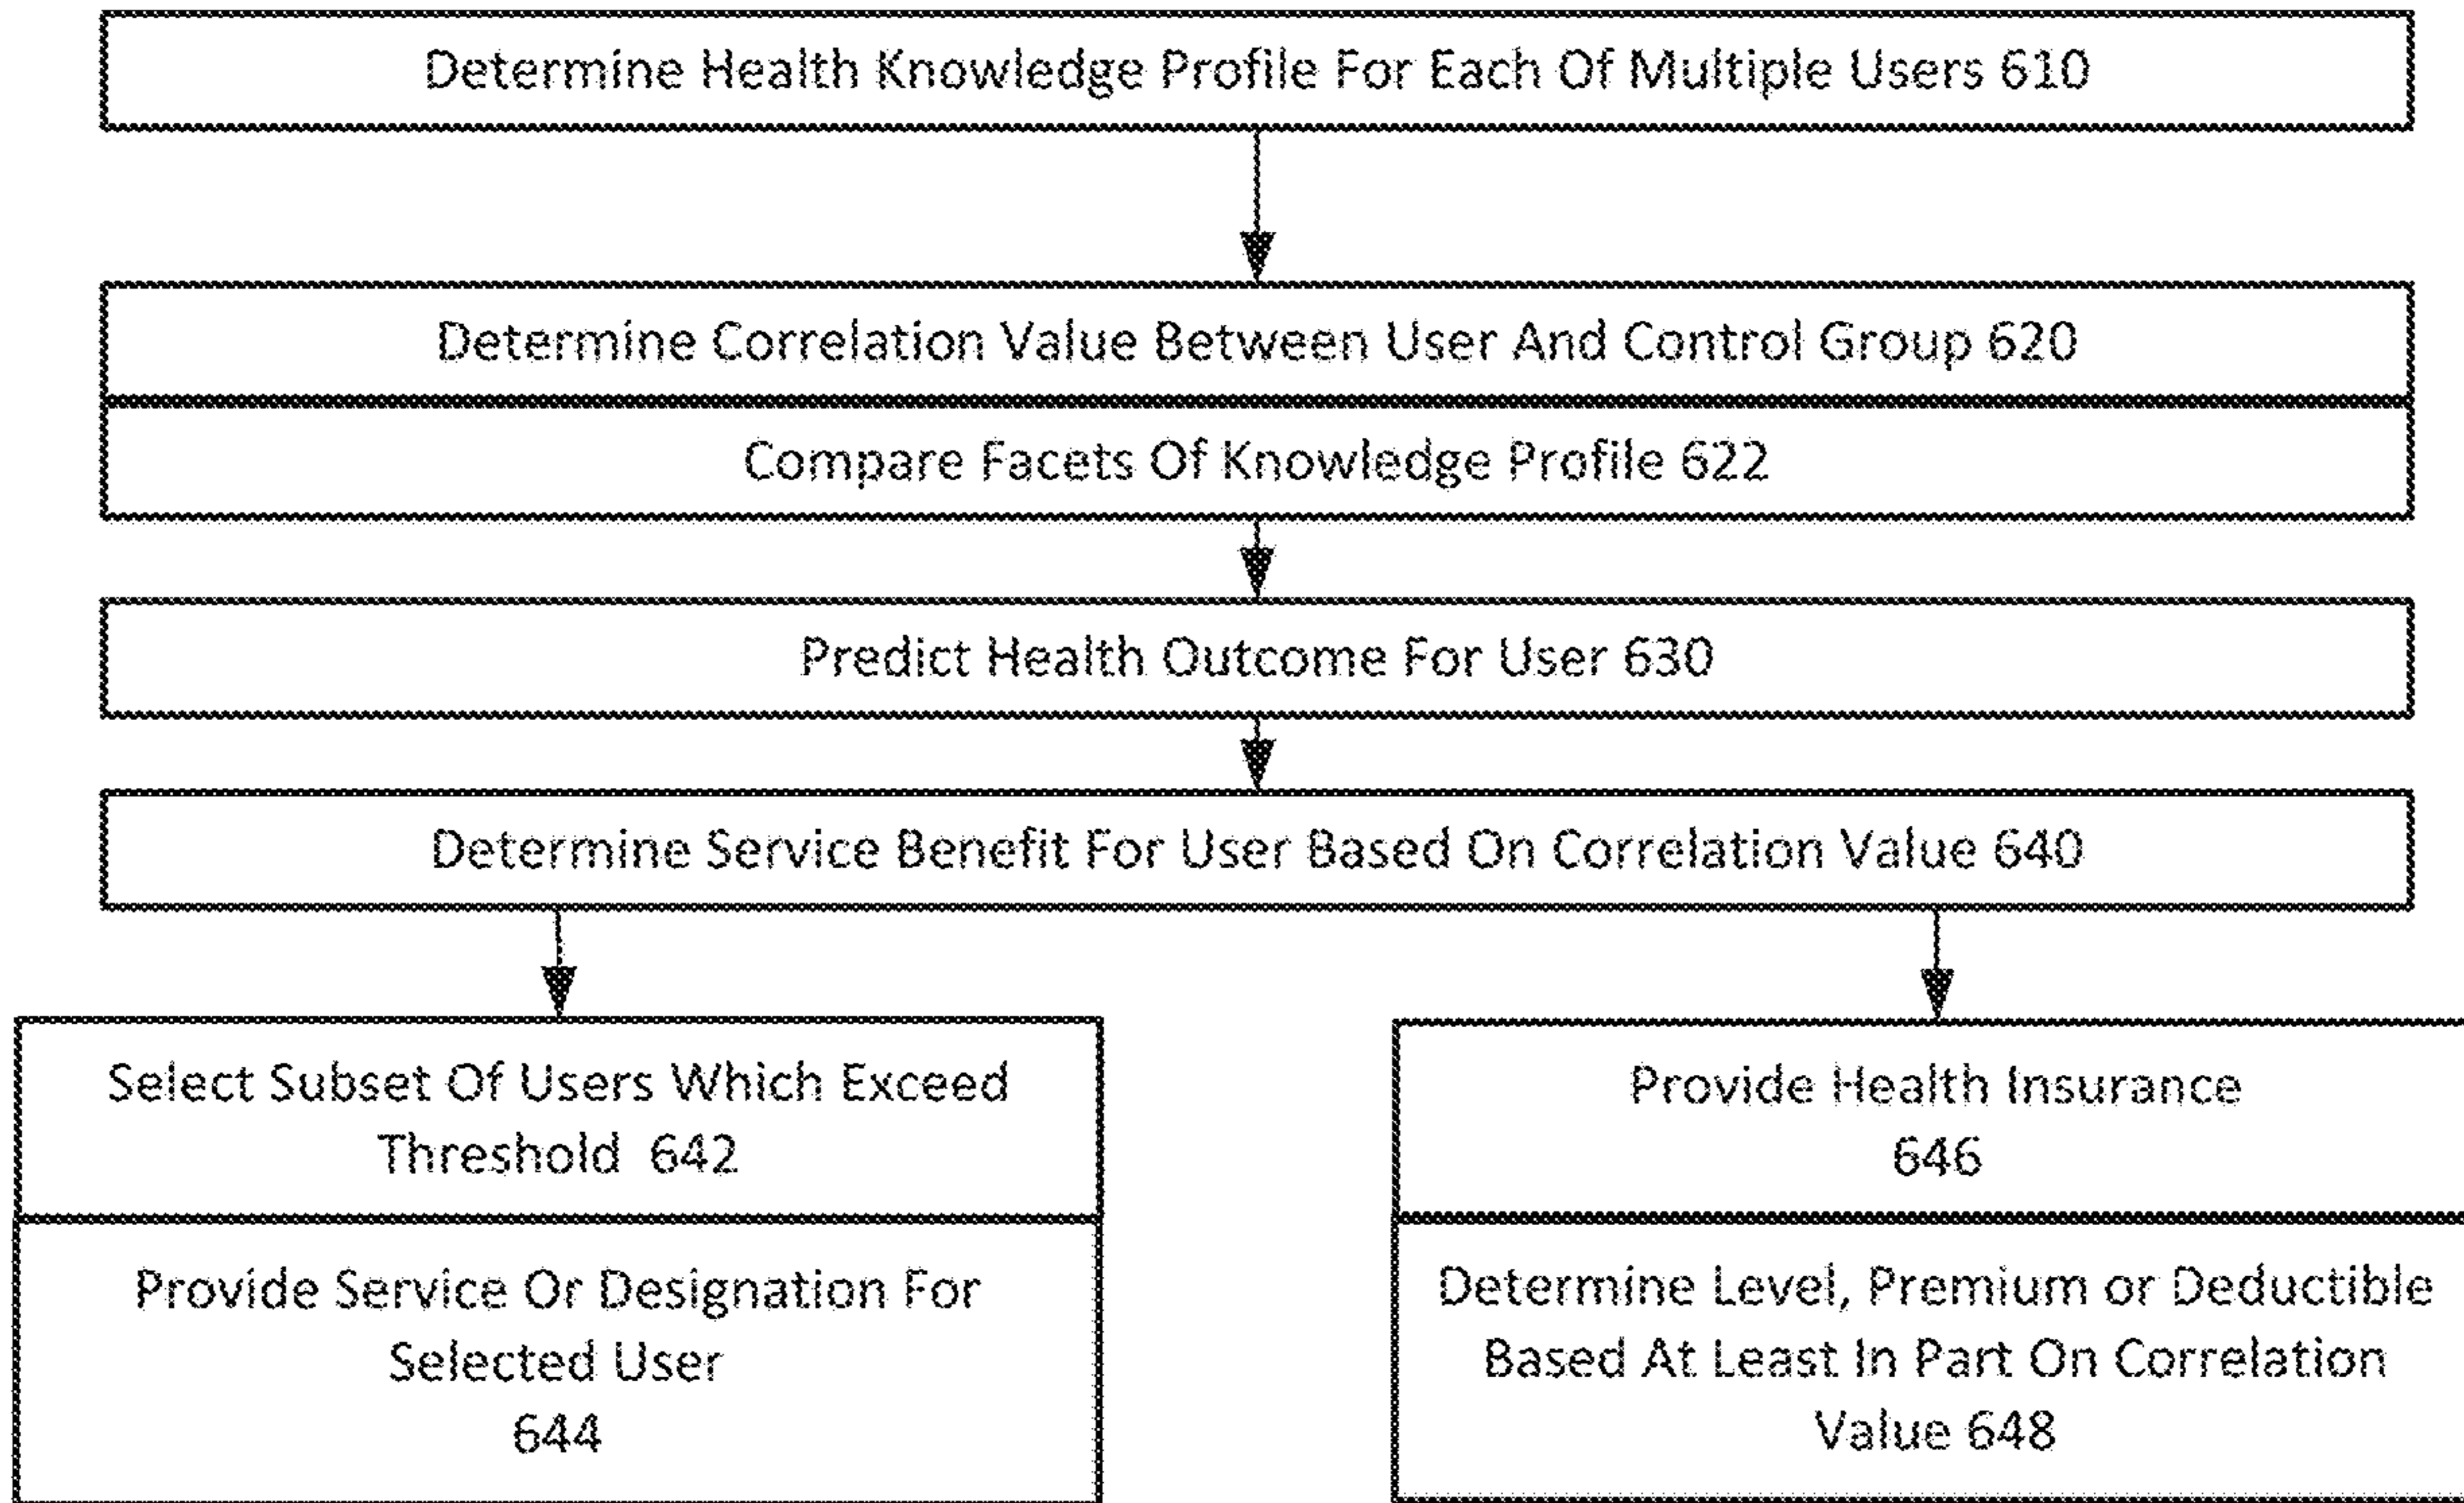 Determine Health Knowledge Profile For Each Of Multiple Users 610
Determine Correlation Value Between User And Control Group 620
Compare Facets Of Knowledge Profile 622
Predict Health Outcome For User 630
Determine Service Benefit For User Based On Correlation Value 640
Select Subset Of Users Which Exceed
Threshold 642
Provide Service Or Designation For
Selected User
644
Provide Health Insurance
646
Determine Level, Premium or Deductible
Based At Least In Part On Correlation
Value 648